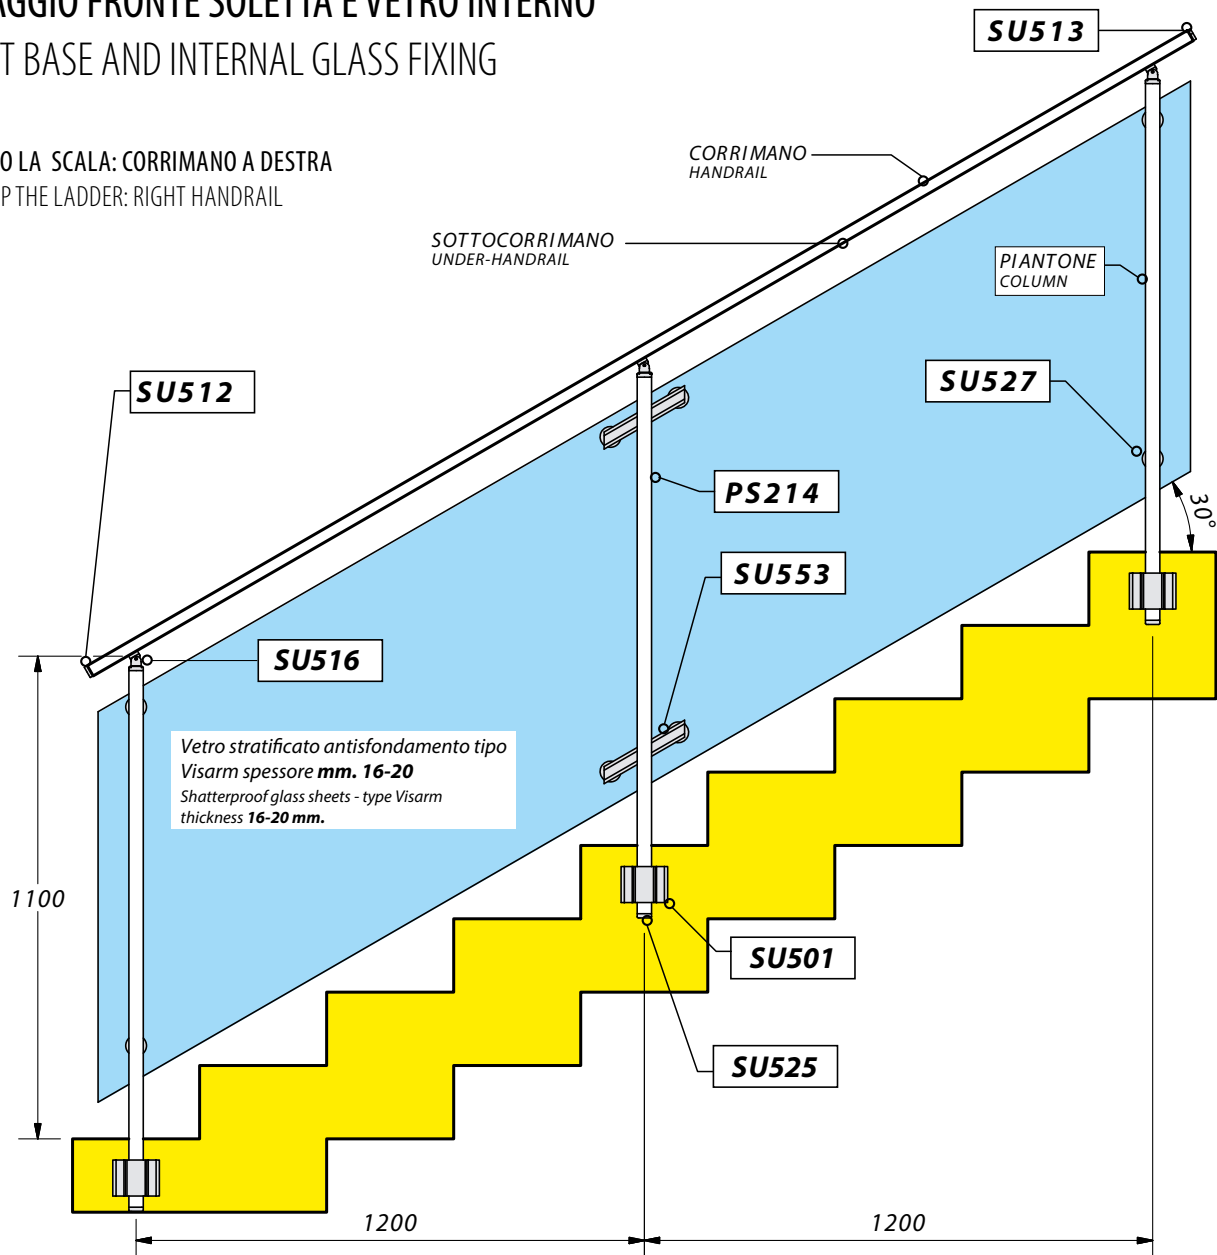 AGGIO FRONTE SOLETTA E VETRO INTERNO
T BASE AND INTERNAL GLASS FIXING
SU513
O LA SCALA: CORRIMANO A DESTRA
P THE LADDER: RIGHT HANDRAIL
CORRIMANO
HANDRAIL
SOTTOCORRIMANO
UNDER-HANDRAIL
PIANTONE
COLUMN
SU512
SU527
PS214
30°
SU553
SU516
Vetro stratificato antisfondamento tipo
Visarm spessore mm. 16-20
Shatterproof glass sheets - type Visarm
thickness 16-20 mm.
1100
SU501
SU525
1200
1200